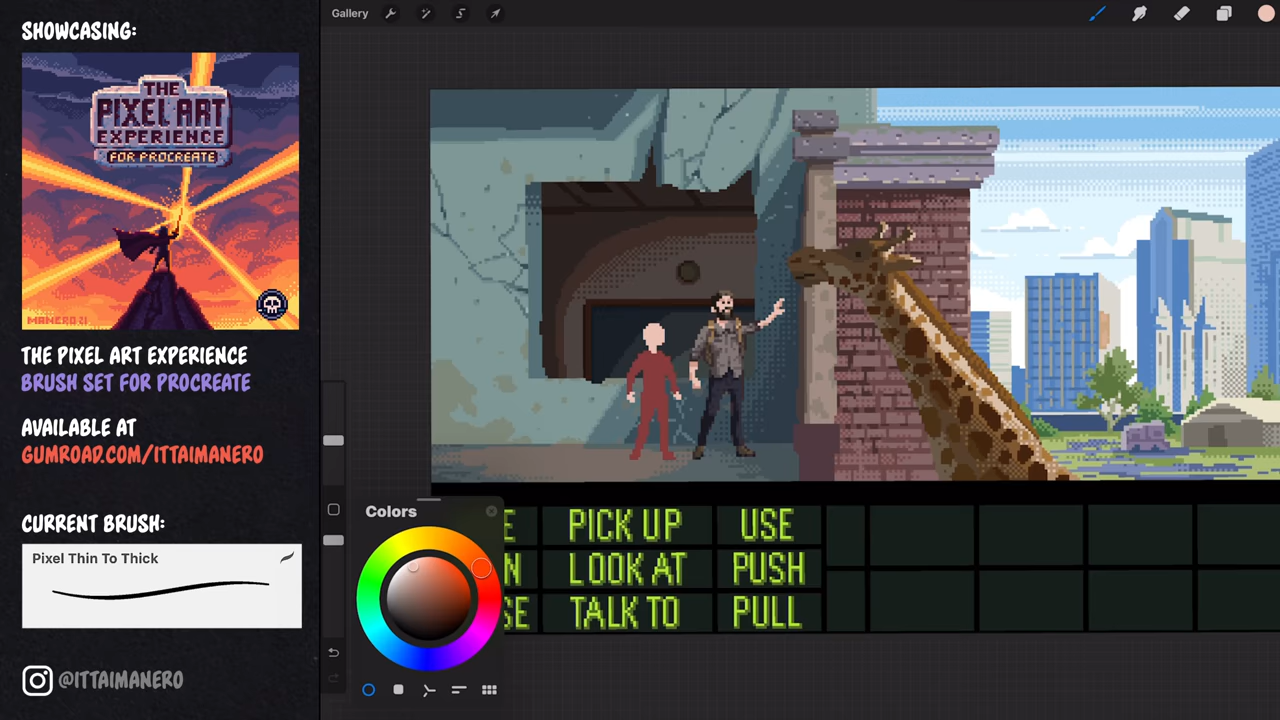 SHOWCASING:
THE
PIXEL ART
EXPERIENCE
FOR PROCREATE
MANERO 21
THE PIXEL ART EXPERIENCE
BRUSH SET FOR PROCREATE
AVAILABLE AT
GUMROAD.COM/ITTAIMANERO
CURRENT BRUSH:
Pixel Thin To Thick
@ITTAIMANERO
Gallery
Colors
E PICK UP USE
N LOOK AT PUSH
SE TALK TO PULL